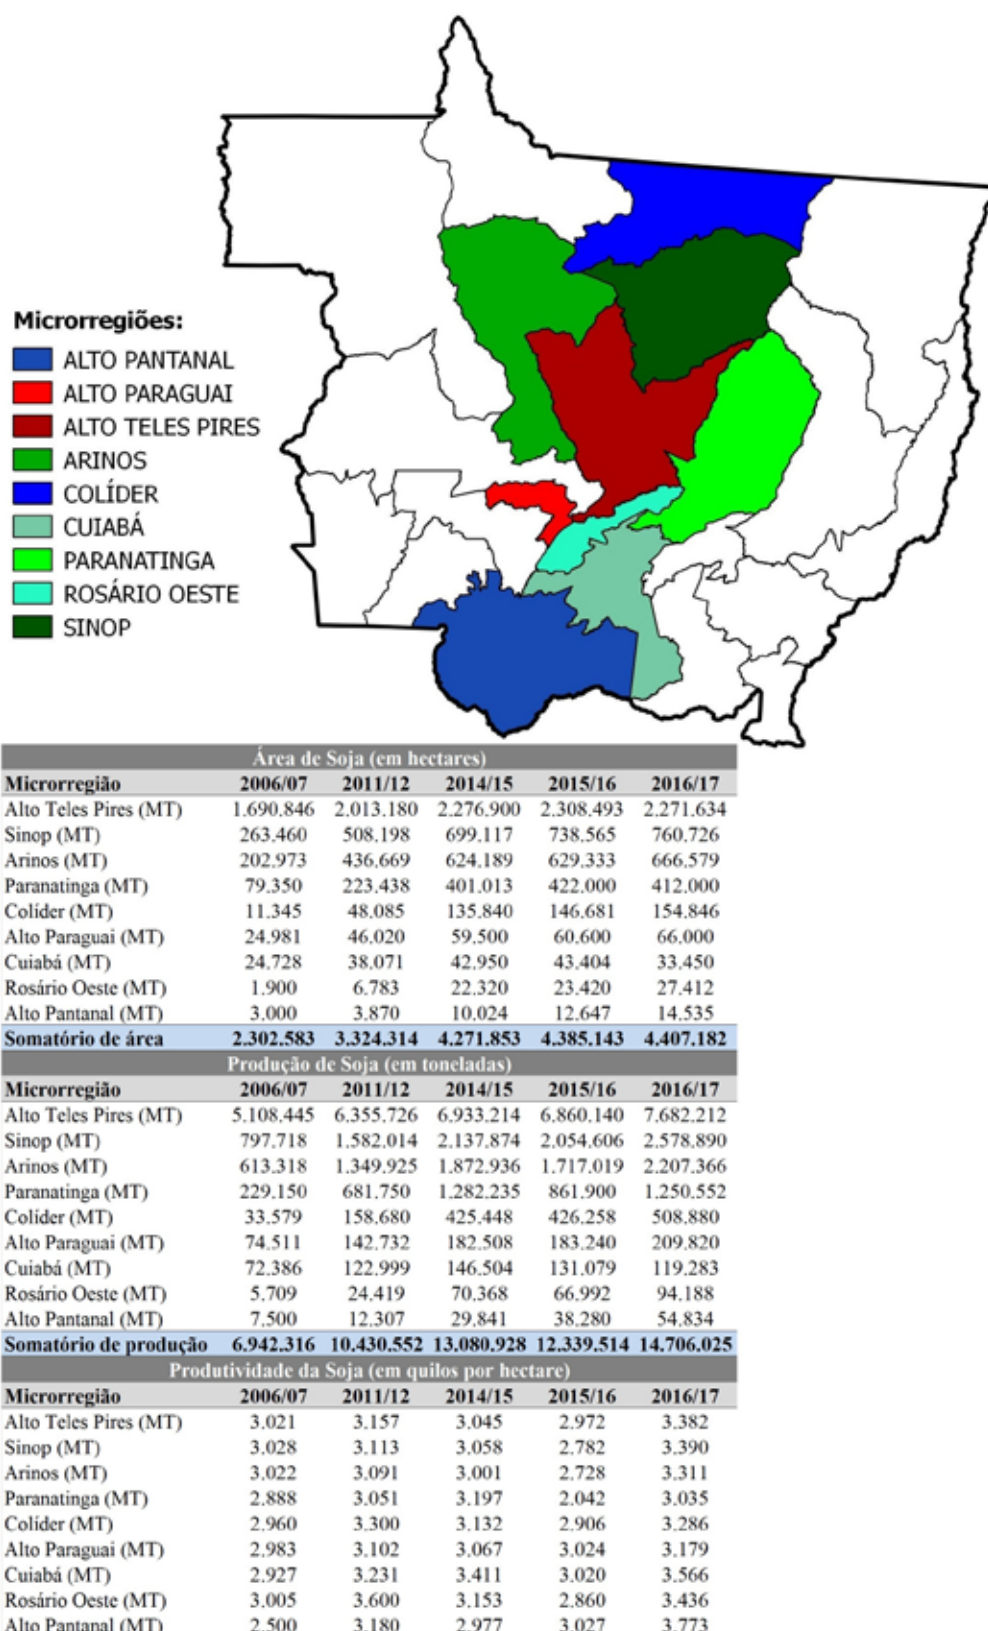 Microrregiões:
ALTO PANTANAL
ALTO PARAGUAI
ALTO TELES PIRES
ARINOS
COLÍDER
CUIABÁ
PARANATINGA
ROSÁRIO OESTE
SINOP
Área de Soja (em hectares)
Microrregião 2006/07 2011/12 2014/15 2015/16 2016/17
Alto Teles Pires (MT) 1.690.846 2.013.180 2.276.900 2.308.493 2.271.634
Sinop (MT) 263.460 508.198 699.117 738.565 760.726
Arinos (MT) 202.973 436.669 624.189 629.333 666.579
Paranatinga (MT) 79.350 223.438 401.013 422.000 412.000
Colíder (MT) 11.345 48.085 135.840 146.681 154.846
Alto Paraguai (MT) 24.981 46.020 59.500 60.600 66.000
Cuiabá (MT) 24.728 38.071 42.950 43.404 33.450
Rosário Oeste (MT) 1.900 6.783 22.320 23.420 27.412
Alto Pantanal (MT) 3.000 3.870 10.024 12.647 14.535
Somatório de área 2.302.583 3.324.314 4.271.853 4.385.143 4.407.182
Produção de Soja (em toneladas)
Microrregião 2006/07 2011/12 2014/15 2015/16 2016/17
Alto Teles Pires (MT) 5.108.445 6.355.726 6.933.214 6.860.140 7.682.212
Sinop (MT) 797.718 1.582.014 2.137.874 2.054.606 2.578.890
Arinos (MT) 613.318 1.349.925 1.872.936 1.717.019 2.207.366
Paranatinga (MT) 229.150 681.750 1.282.235 861.900 1.250.552
Colíder (MT) 33.579 158.680 425.448 426.258 508.880
Alto Paraguai (MT) 74.511 142.732 182.508 183.240 209.820
Cuiabá (MT) 72.386 122.999 146.504 131.079 119.283
Rosário Oeste (MT) 5.709 24.419 70.368 66.992 94.188
Alto Pantanal (MT) 7.500 12.307 29.841 38.280 54.834
Somatório de produção 6.942.316 10.430.552 13.080.928 12.339.514 14.706.025
Produtividade da Soja (em quilos por hectare)
Microrregião 2006/07 2011/12 2014/15 2015/16 2016/17
Alto Teles Pires (MT) 3.021 3.157 3.045 2.972 3.382
Sinop (MT) 3.028 3.113 3.058 2.782 3.390
Arinos (MT) 3.022 3.091 3.001 2.728 3.311
Paranatinga (MT) 2.888 3.051 3.197 2.042 3.035
Colíder (MT) 2.960 3.300 3.132 2.906 3.286
Alto Paraguai (MT) 2.983 3.102 3.067 3.024 3.179
Cuiabá (MT) 2.927 3.231 3.411 3.020 3.566
Rosário Oeste (MT) 3.005 3.600 3.153 2.860 3.436
Alto Pantanal (MT) 2.500 3.180 2.977 3.027 3.773